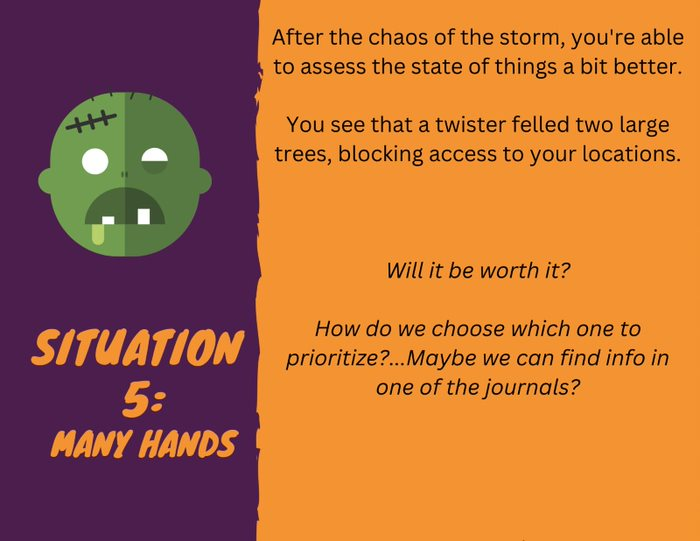 SITUATION
5:
MANY HANDS
After the chaos of the storm, you're able
to assess the state of things a bit better.
You see that a twister felled two large
trees, blocking access to your locations.
Will it be worth it?
How do we choose which one to
prioritize?...Maybe we can find info in
one of the journals?